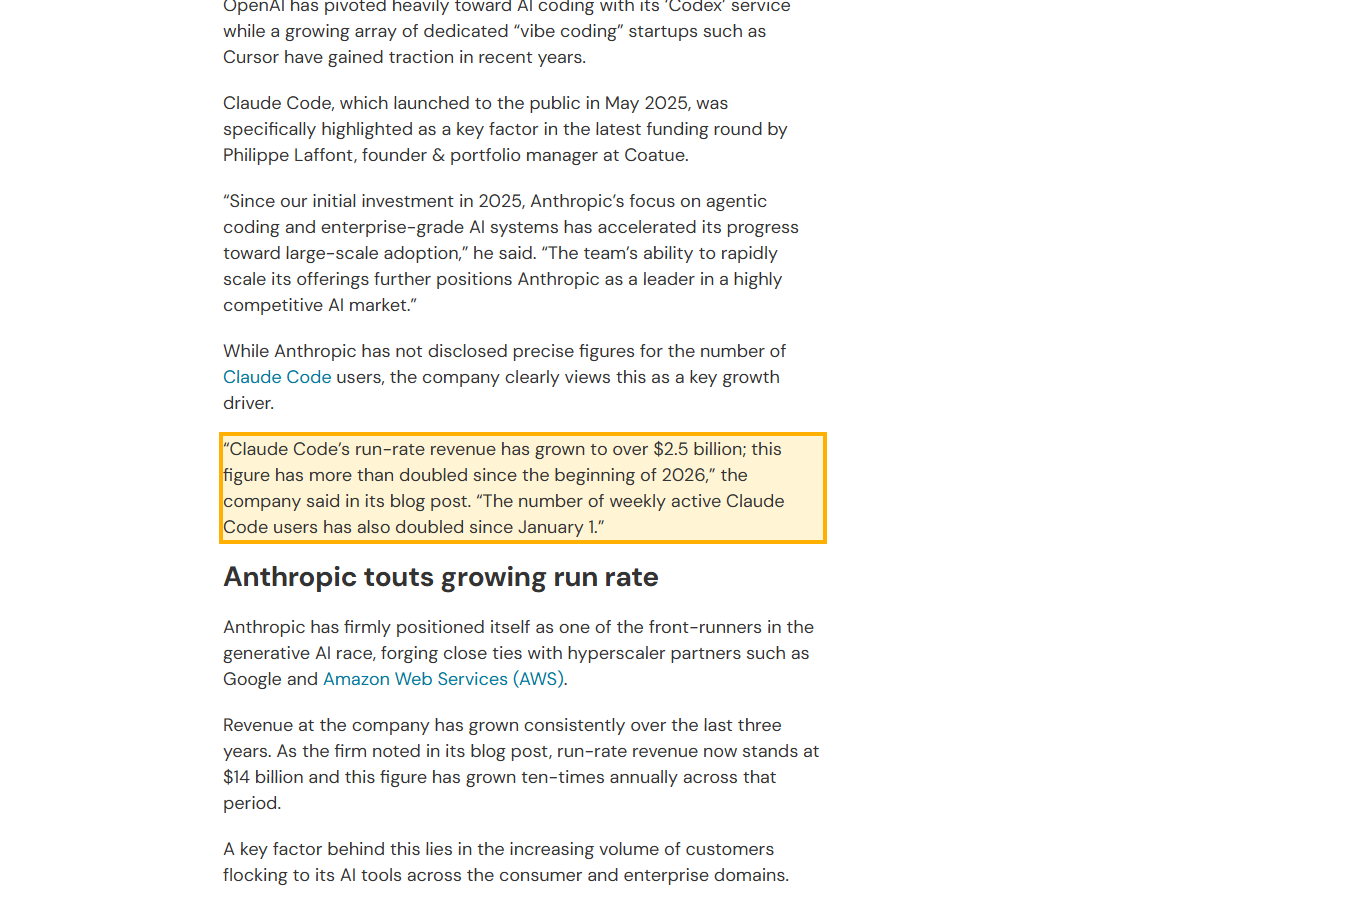 OpenAI has pivoted heavily toward AI coding with its ‘Codex’ service
while a growing array of dedicated “vibe coding” startups such as
Cursor have gained traction in recent years.
Claude Code, which launched to the public in May 2025, was
specifically highlighted as a key factor in the latest funding round by
Philippe Laffont, founder & portfolio manager at Coatue.
“Since our initial investment in 2025, Anthropic’s focus on agentic
coding and enterprise-grade AI systems has accelerated its progress
toward large-scale adoption,” he said. “The team’s ability to rapidly
scale its offerings further positions Anthropic as a leader in a highly
competitive AI market.”
While Anthropic has not disclosed precise figures for the number of
Claude Code users, the company clearly views this as a key growth
driver.
“Claude Code’s run-rate revenue has grown to over $2.5 billion; this
figure has more than doubled since the beginning of 2026,” the
company said in its blog post. “The number of weekly active Claude
Code users has also doubled since January 1.”
Anthropic touts growing run rate
Anthropic has firmly positioned itself as one of the front-runners in the
generative AI race, forging close ties with hyperscaler partners such as
Google and Amazon Web Services (AWS).
Revenue at the company has grown consistently over the last three
years. As the firm noted in its blog post, run-rate revenue now stands at
$14 billion and this figure has grown ten-times annually across that
period.
A key factor behind this lies in the increasing volume of customers
flocking to its AI tools across the consumer and enterprise domains.